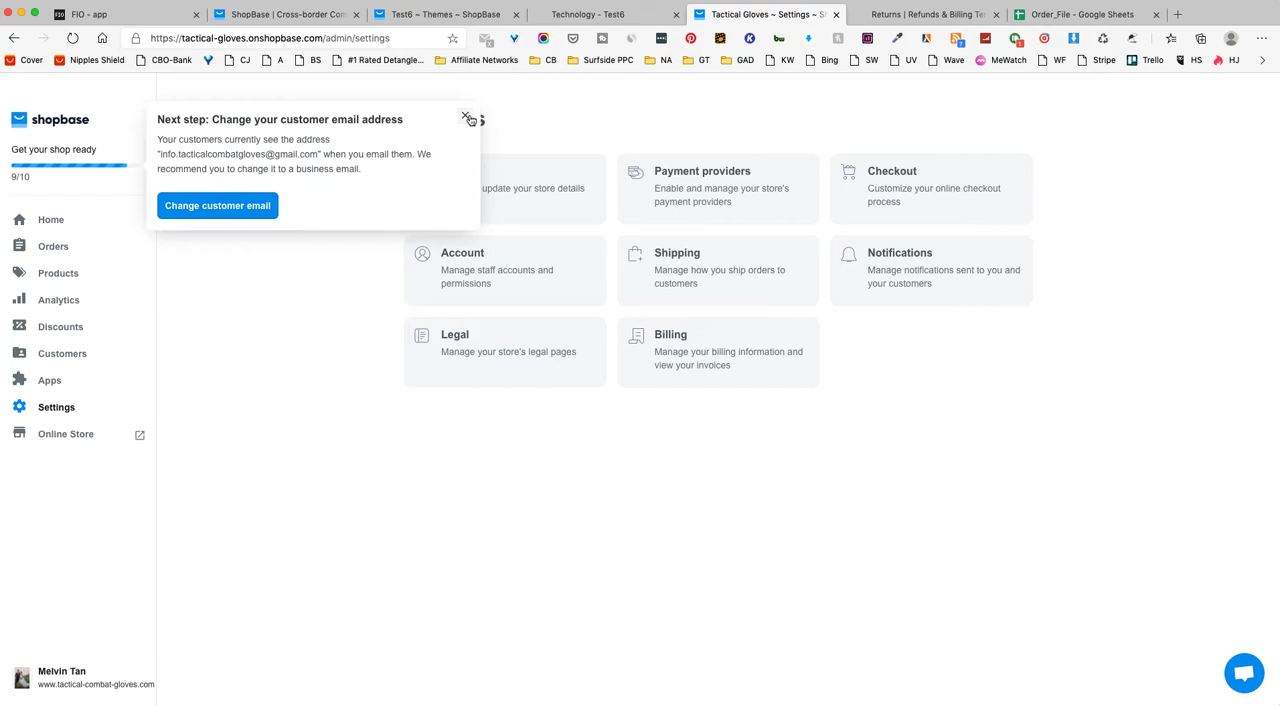 FIO - app
ShopBase | Cross-border Com
Test6 ~ Themes ~ ShopBase
Technology - Test6
Tactical Gloves ~ Settings ~ S
Returns | Refunds & Billing Te
Order_File - Google Sheets
https://tactical-gloves.onshopbase.com/admin/settings
Cover
Nipples Shield
CBO-Bank
CJ
A
BS
#1 Rated Detangle...
Affiliate Networks
CB
Surfside PPC
NA
GT
GAD
KW
Bing
SW
UV
Wave
MeWatch
WF
Stripe
Trello
HS
HJ
shopbase
Get your shop ready
9/10
Home
Orders
Products
Analytics
Discounts
Customers
Apps
Settings
Online Store
Melvin Tan
www.tactical-combat-gloves.com
Next step: Change your customer email address
Your customers currently see the address
"info.tacticalcombatgloves@gmail.com" when you email them. We
recommend you to change it to a business email.
Change customer email
update your store details
Payment providers
Enable and manage your store's
payment providers
Checkout
Customize your online checkout
process
Account
Manage staff accounts and
permissions
Shipping
Manage how you ship orders to
customers
Notifications
Manage notifications sent to you and
your customers
Legal
Manage your store's legal pages
Billing
Manage your billing information and
view your invoices